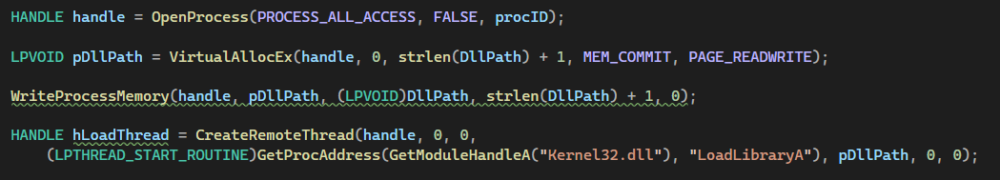 HANDLE handle = OpenProcess(PROCESS_ALL_ACCESS, FALSE, procID);
LPVOID pDllPath = VirtualAllocEx(handle, 0, strlen(DllPath) + 1, MEM_COMMIT, PAGE_READWRITE);
WriteProcessMemory(handle, pDllPath, (LPVOID)DllPath, strlen(DllPath) + 1, 0);
HANDLE hLoadThread = CreateRemoteThread(handle, 0, 0,
(LPTHREAD_START_ROUTINE)GetProcAddress(GetModuleHandleA("Kernel32.dll"), "LoadLibraryA"), pDllPath, 0, 0);